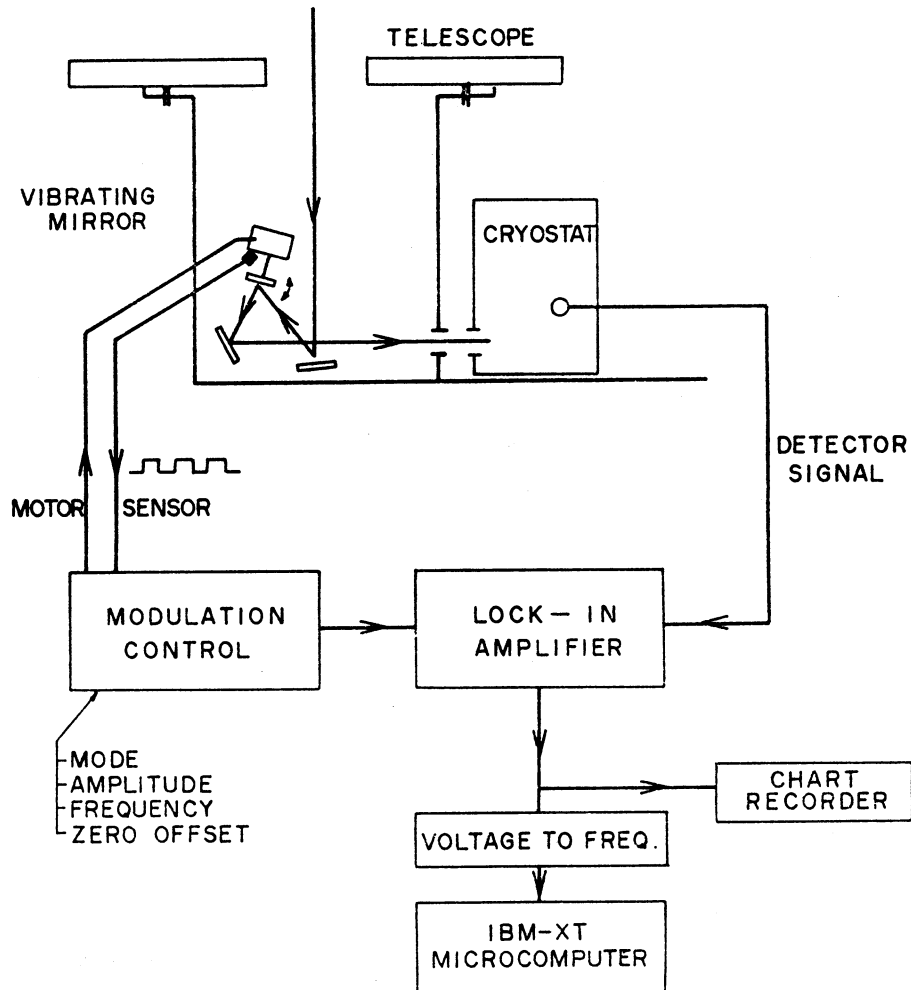 TELESCOPE
VIBRATING
MIRROR
CRYOSTAT
DETECTOR
SIGNAL
MOTOR
SENSOR
MODULATION
CONTROL
LOCK-IN
AMPLIFIER
MODE
AMPLITUDE
FREQUENCY
ZERO OFFSET
CHART
RECORDER
VOLTAGE TO FREQ.
IBM-XT
MICROCOMPUTER